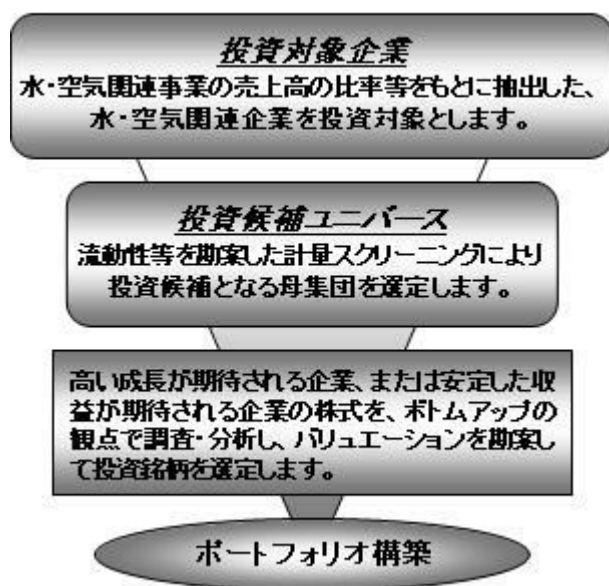 投資対象企業
水・空気関連事業の売上高の比率等をもとに抽出した、
水・空気関連企業を投資対象とします。
投資候補ユニバース
流動性等を勘案した計量スクリーニングにより
投資候補となる母集団を選定します。
高い成長が期待される企業、または安定した収
益が期待される企業の株式を、ボトムアップの
観点で調査・分析し、バリュエーションを勘案し
て投資銘柄を選定します。
ポートフォリオ構築